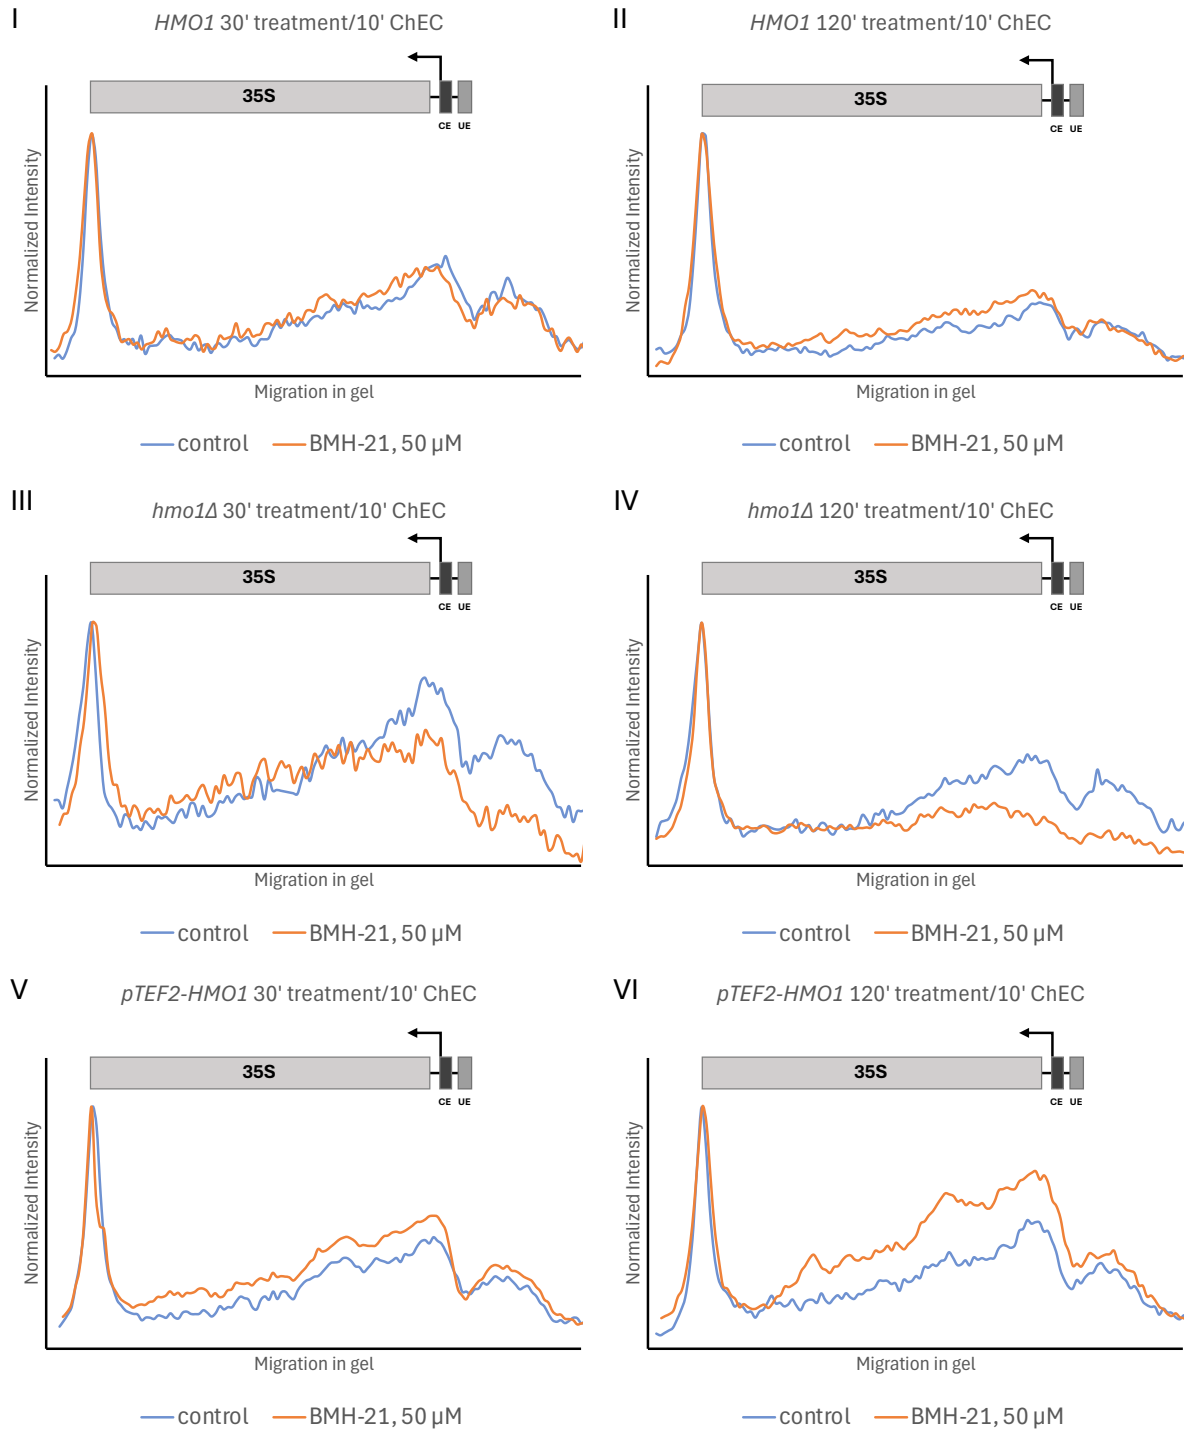 I
HMO1 30' treatment/10' ChEC
35S
CE UE
Normalized Intensity
Migration in gel
control BMH-21, 50 µM
II
HMO1 120' treatment/10' ChEC
35S
CE UE
Normalized Intensity
Migration in gel
control BMH-21, 50 µM
III
hmo1Δ 30' treatment/10' ChEC
35S
CE UE
Normalized Intensity
Migration in gel
control BMH-21, 50 µM
IV
hmo1Δ 120' treatment/10' ChEC
35S
CE UE
Normalized Intensity
Migration in gel
control BMH-21, 50 µM
V
pTEF2-HMO1 30' treatment/10' ChEC
35S
CE UE
Normalized Intensity
Migration in gel
control BMH-21, 50 µM
VI
pTEF2-HMO1 120' treatment/10' ChEC
35S
CE UE
Normalized Intensity
Migration in gel
control BMH-21, 50 µM